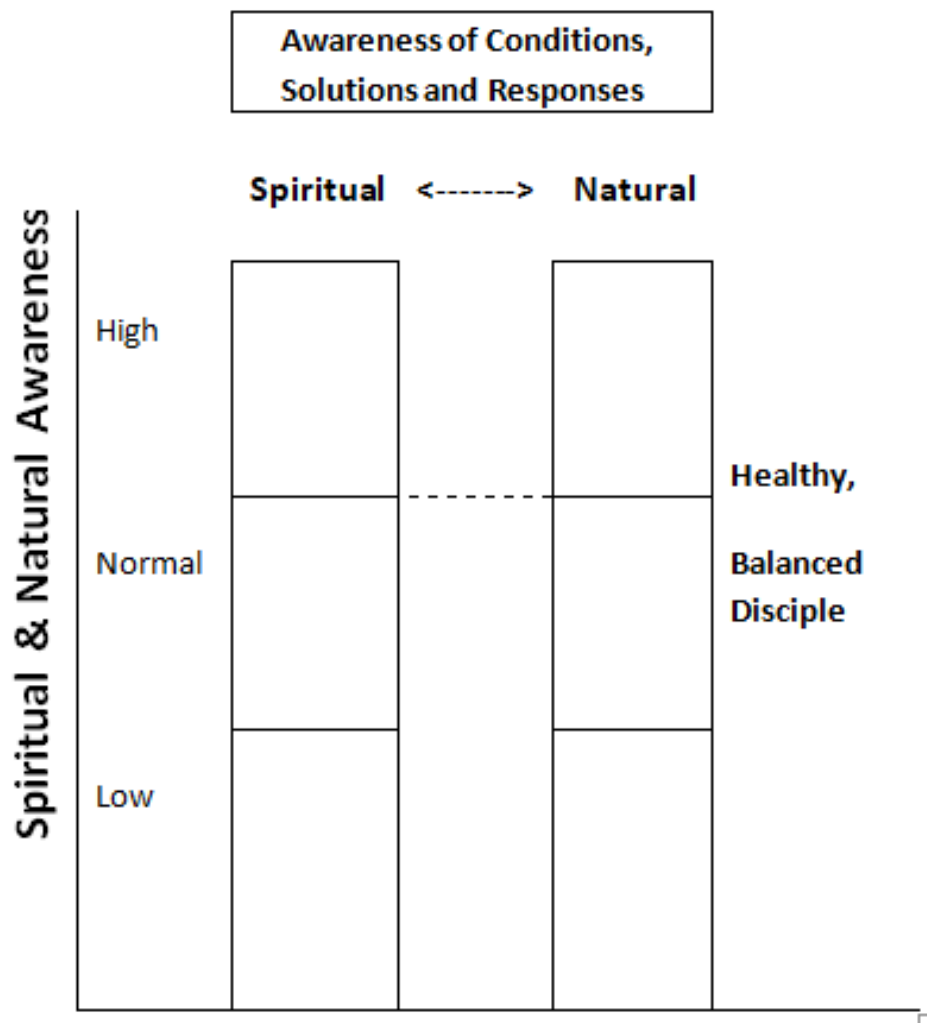 Awareness of Conditions,
Solutions and Responses
Spiritual <-------> Natural
Spiritual & Natural Awareness
High
Normal
Low
Healthy,
Balanced
Disciple